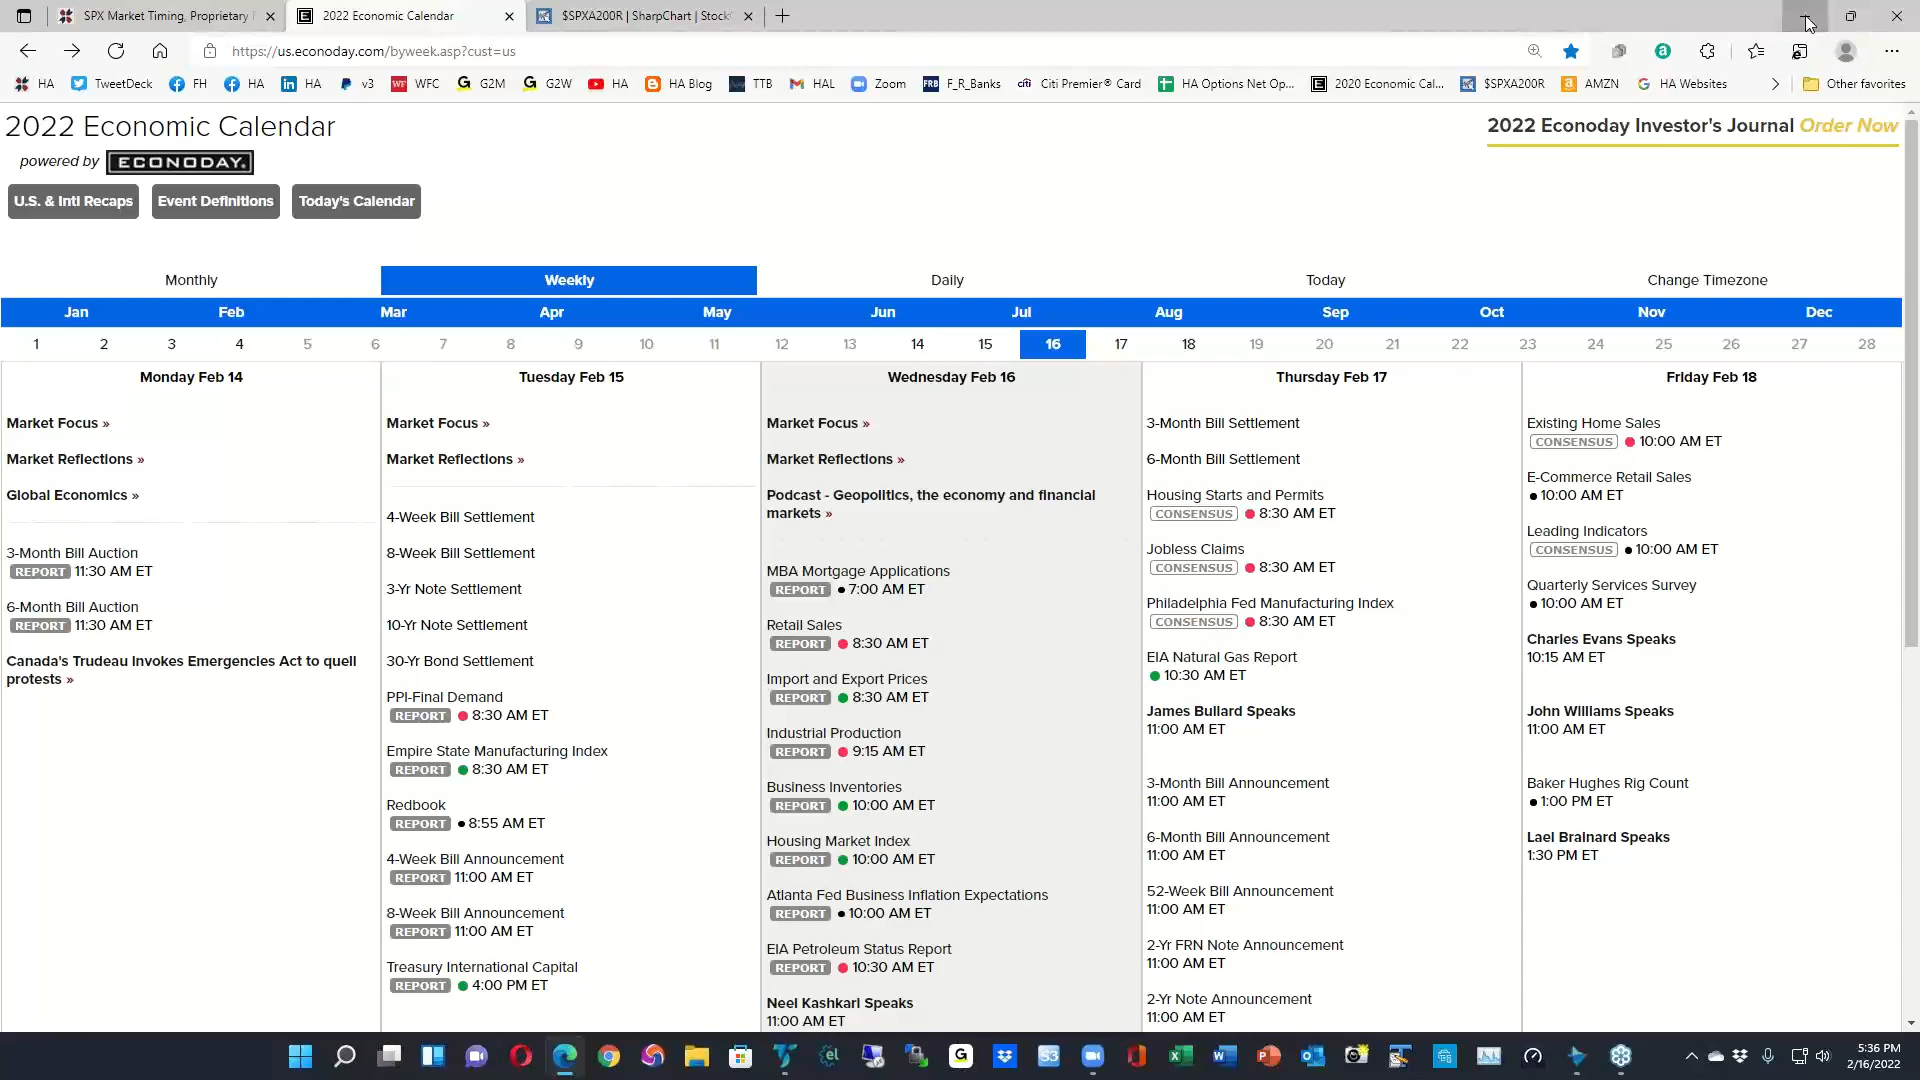 SPX Market Timing, Proprietary
2022 Economic Calendar
$SPXA200R | SharpChart | Stock
https://us.econoday.com/byweek.asp?cust=us
HA
TweetDeck
FH
HA
HA
v3
WFC
G2M
G2W
HA
HA Blog
TTB
HAL
Zoom
F_R_Banks
Citi Premier® Card
HA Options Net Op...
2020 Economic Cal...
$SPXA200R
AMZN
HA Websites
Other favorites
2022 Economic Calendar
2022 Econoday Investor's Journal Order Now
powered by ECONODAY.
U.S. & Intl Recaps
Event Definitions
Today's Calendar
Monthly Weekly Daily Today Change Timezone
Jan Feb Mar Apr May Jun Jul Aug Sep Oct Nov Dec
1 2 3 4 5 6 7 8 9 10 11 12 13 14 15 16 17 18 19 20 21 22 23 24 25 26 27 28
Monday Feb 14
Market Focus »
Market Reflections »
Global Economics »
3-Month Bill Auction
REPORT 11:30 AM ET
6-Month Bill Auction
REPORT 11:30 AM ET
Canada's Trudeau Invokes Emergencies Act to quell
protests »
Tuesday Feb 15
Market Focus »
Market Reflections »
4-Week Bill Settlement
8-Week Bill Settlement
3-Yr Note Settlement
10-Yr Note Settlement
30-Yr Bond Settlement
PPI-Final Demand
REPORT 8:30 AM ET
Empire State Manufacturing Index
REPORT 8:30 AM ET
Redbook
REPORT 8:55 AM ET
4-Week Bill Announcement
REPORT 11:00 AM ET
8-Week Bill Announcement
REPORT 11:00 AM ET
Treasury International Capital
REPORT 4:00 PM ET
Wednesday Feb 16
Market Focus »
Market Reflections »
Podcast - Geopolitics, the economy and financial
markets »
MBA Mortgage Applications
REPORT 7:00 AM ET
Retail Sales
REPORT 8:30 AM ET
Import and Export Prices
REPORT 8:30 AM ET
Industrial Production
REPORT 9:15 AM ET
Business Inventories
REPORT 10:00 AM ET
Housing Market Index
REPORT 10:00 AM ET
Atlanta Fed Business Inflation Expectations
REPORT 10:00 AM ET
EIA Petroleum Status Report
REPORT 10:30 AM ET
Neel Kashkari Speaks
11:00 AM ET
Thursday Feb 17
3-Month Bill Settlement
6-Month Bill Settlement
Housing Starts and Permits
CONSENSUS 8:30 AM ET
Jobless Claims
CONSENSUS 8:30 AM ET
Philadelphia Fed Manufacturing Index
CONSENSUS 8:30 AM ET
EIA Natural Gas Report
10:30 AM ET
James Bullard Speaks
11:00 AM ET
3-Month Bill Announcement
11:00 AM ET
6-Month Bill Announcement
11:00 AM ET
52-Week Bill Announcement
11:00 AM ET
2-Yr FRN Note Announcement
11:00 AM ET
2-Yr Note Announcement
11:00 AM ET
Friday Feb 18
Existing Home Sales
CONSENSUS 10:00 AM ET
E-Commerce Retail Sales
10:00 AM ET
Leading Indicators
CONSENSUS 10:00 AM ET
Quarterly Services Survey
10:00 AM ET
Charles Evans Speaks
10:15 AM ET
John Williams Speaks
11:00 AM ET
Baker Hughes Rig Count
1:00 PM ET
Lael Brainard Speaks
1:30 PM ET
5:36 PM
2/16/2022